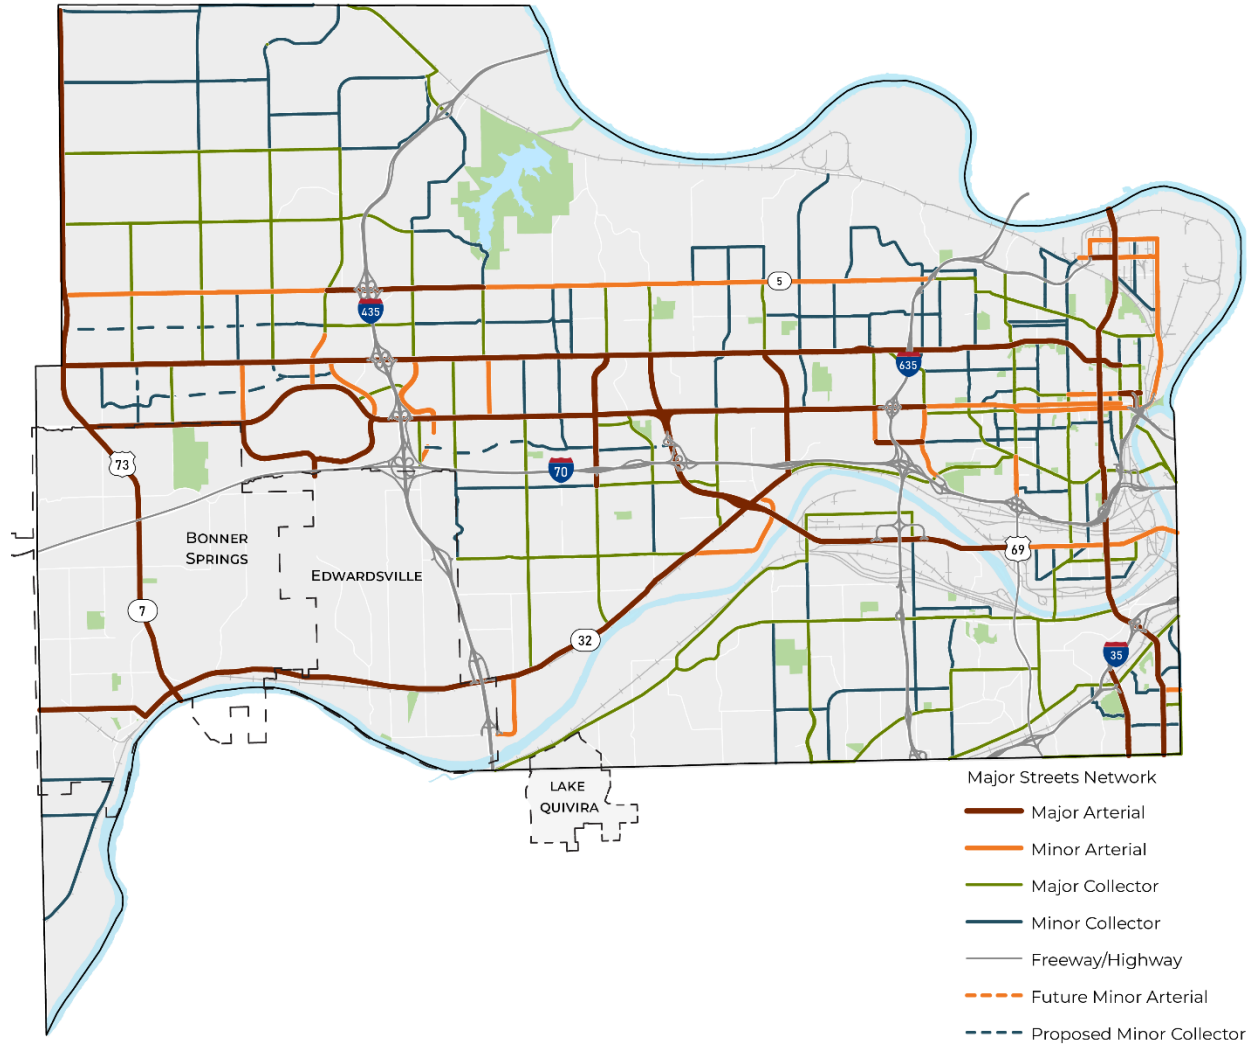 5
435
635
73
70
BONNER
SPRINGS
69
EDWARDSVILLE
7
32
35
LAKE
QUIVIRA
Major Streets Network
Major Arterial
Minor Arterial
Major Collector
Minor Collector
Freeway/Highway
Future Minor Arterial
Proposed Minor Collector